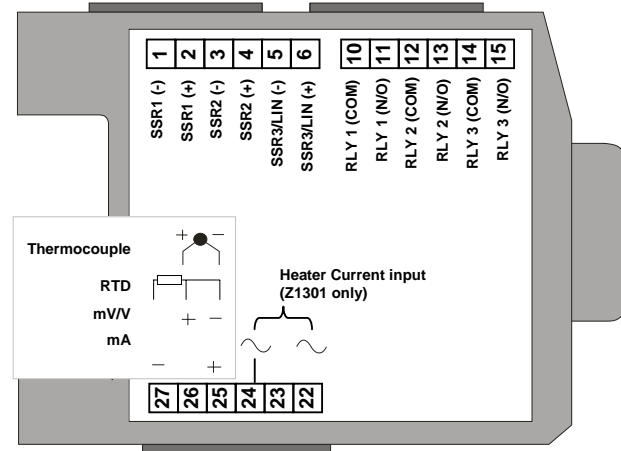 1 2 3 4 5 6 10 11 12 13 14 15
SSR1 (-)
SSR1 (+)
SSR2 (-)
SSR2 (+)
SSR3/LIN (-)
SSR3/LIN (+)
RLY 1 (COM)
RLY 1 (N/O)
RLY 2 (COM)
RLY 2 (N/O)
RLY 3 (COM)
RLY 3 (N/O)
Thermocouple + −
RTD
mV/V + −
mA
− +
Heater Current input
(Z1301 only)
27 26 25 24 23 22